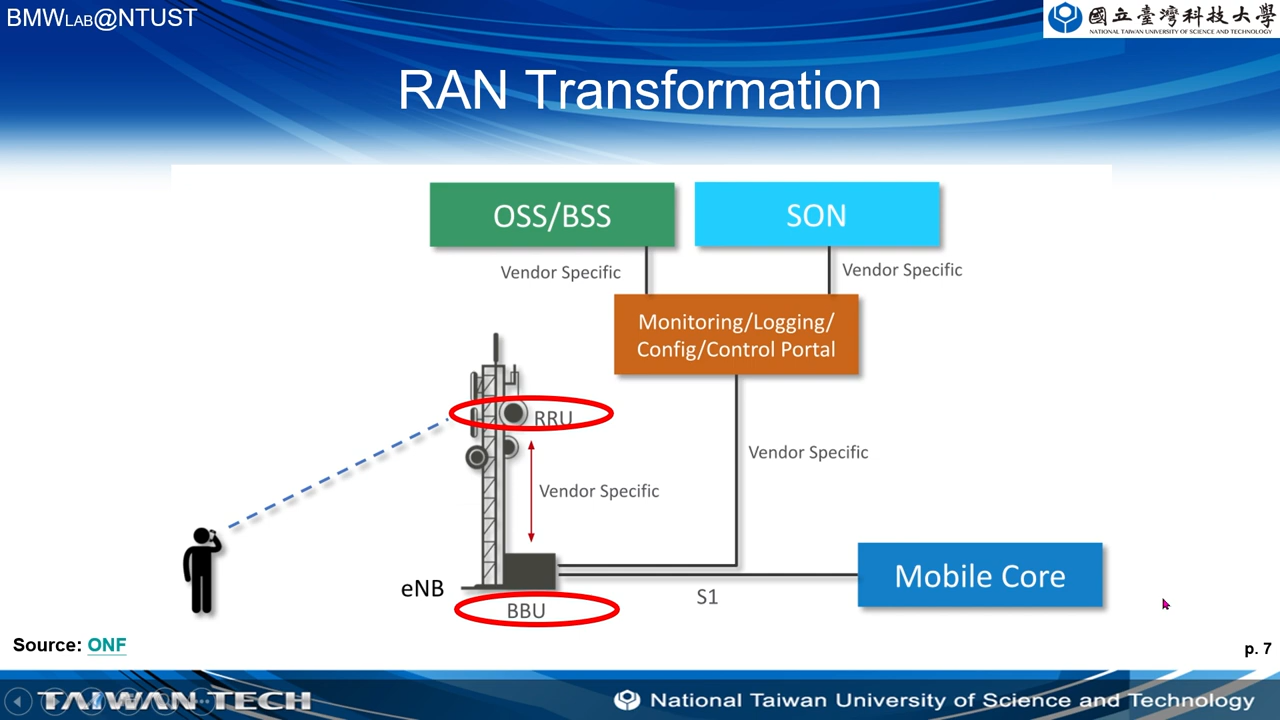 BMWLAB@NTUST
國立臺灣科技大學
NATIONAL TAIWAN UNIVERSITY OF SCIENCE AND TECHNOLOGY
RAN Transformation
OSS/BSS
SON
Vendor Specific
Vendor Specific
Monitoring/Logging/
Config/Control Portal
RRU
Vendor Specific
Vendor Specific
Mobile Core
eNB
S1
BBU
Source: ONF
p. 7
TAIWAN TECH
National Taiwan University of Science and Technology